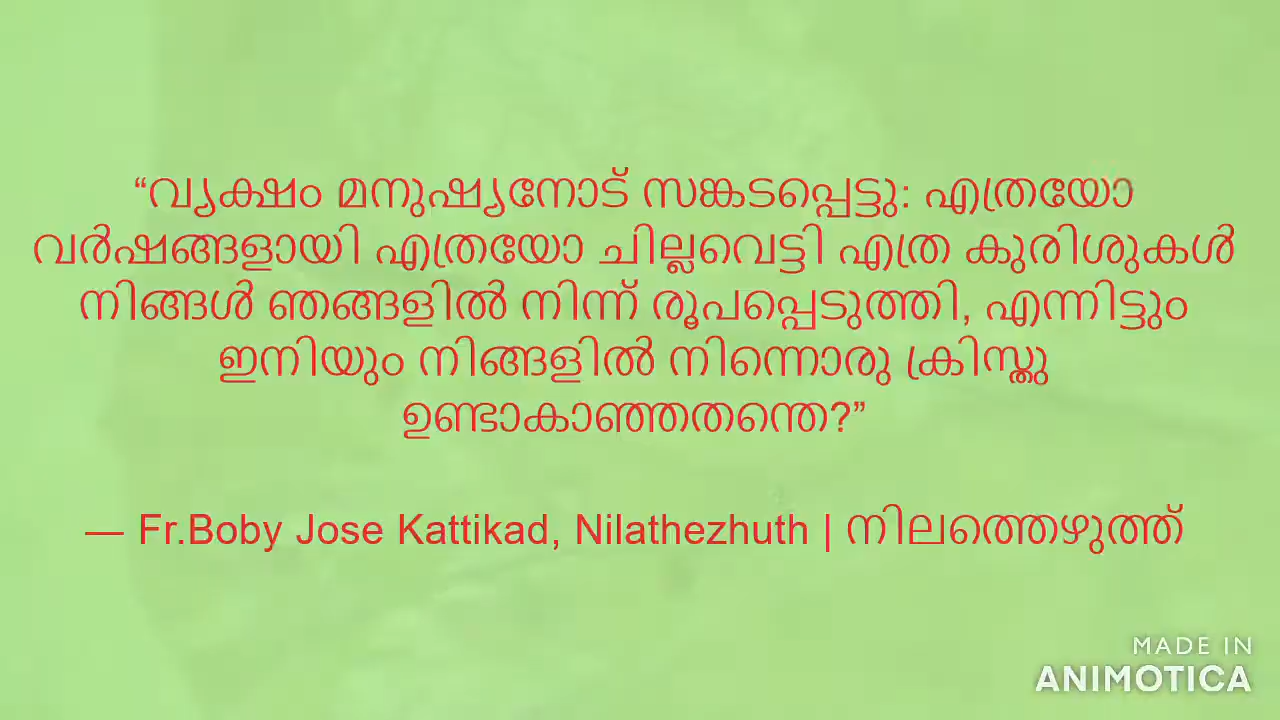 “വൃക്ഷം മനുഷ്യനോട് സങ്കടപ്പെട്ടു: എത്രയോ
വർഷങ്ങളായി എത്രയോ ചില്ലവെട്ടി എത്ര കുരിശുകൾ
നിങ്ങൾ ഞങ്ങളിൽ നിന്ന് രൂപപ്പെടുത്തി, എന്നിട്ടും
ഇനിയും നിങ്ങളിൽ നിന്നൊരു ക്രിസ്തു
ഉണ്ടാകാഞ്ഞതന്തെ?”
— Fr.Boby Jose Kattikad, Nilathezhuth | നിലത്തെഴുത്ത്
MADE IN
ANIMOTICA